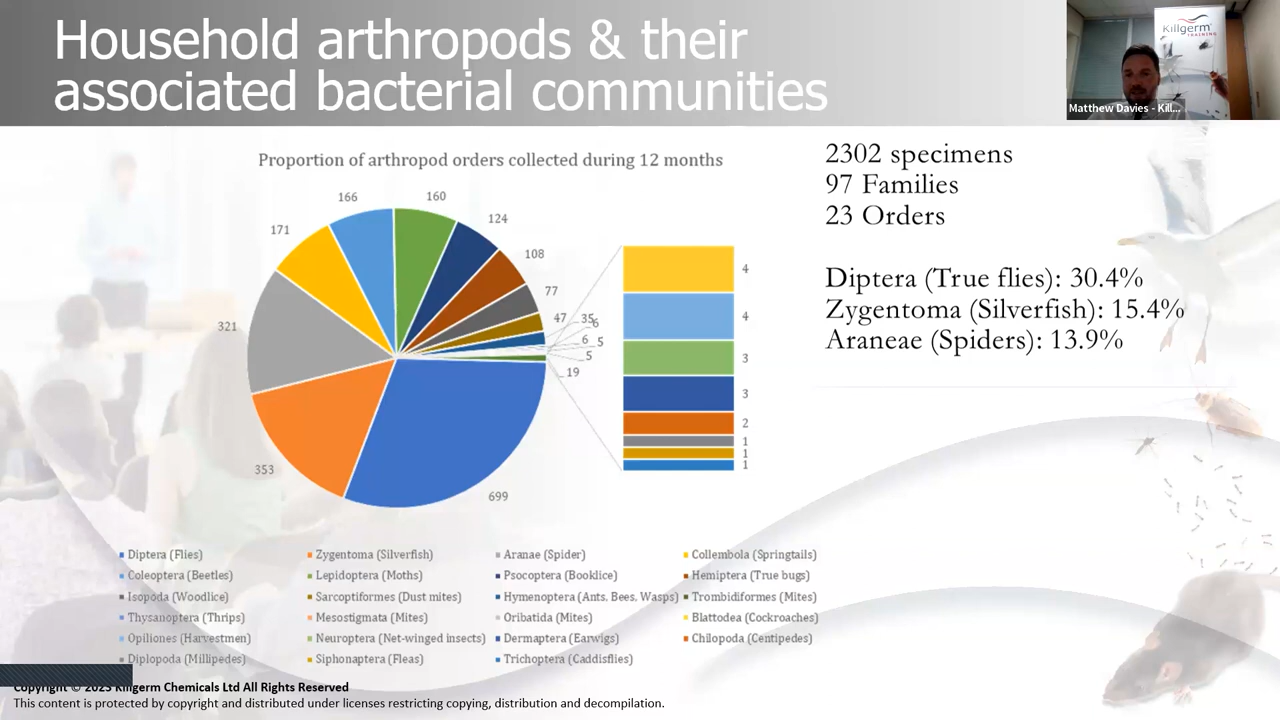 Household arthropods & their
associated bacterial communities
Killgerm
TRAINING
Matthew Davies - Kill...
Proportion of arthropod orders collected during 12 months
2302 specimens
97 Families
23 Orders
Diptera (True flies): 30.4%
Zygentoma (Silverfish): 15.4%
Araneae (Spiders): 13.9%
166
160
171
124
108
77
47
35
6
6
5
5
19
321
353
699
4
4
3
3
2
1
1
1
Diptera (Flies)
Zygentoma (Silverfish)
Aranae (Spider)
Collembola (Springtails)
Coleoptera (Beetles)
Lepidoptera (Moths)
Psocoptera (Booklice)
Hemiptera (True bugs)
Isopoda (Woodlice)
Sarcoptiformes (Dust mites)
Hymenoptera (Ants, Bees, Wasps)
Trombidiformes (Mites)
Thysanoptera (Thrips)
Mesostigmata (Mites)
Oribatida (Mites)
Blattodea (Cockroaches)
Opiliones (Harvestmen)
Neuroptera (Net-winged insects)
Dermaptera (Earwigs)
Chilopoda (Centipedes)
Diplopoda (Millipedes)
Siphonaptera (Fleas)
Trichoptera (Caddisflies)
Copyright © 2023 Killgerm Chemicals Ltd All Rights Reserved
This content is protected by copyright and distributed under licenses restricting copying, distribution and decompilation.